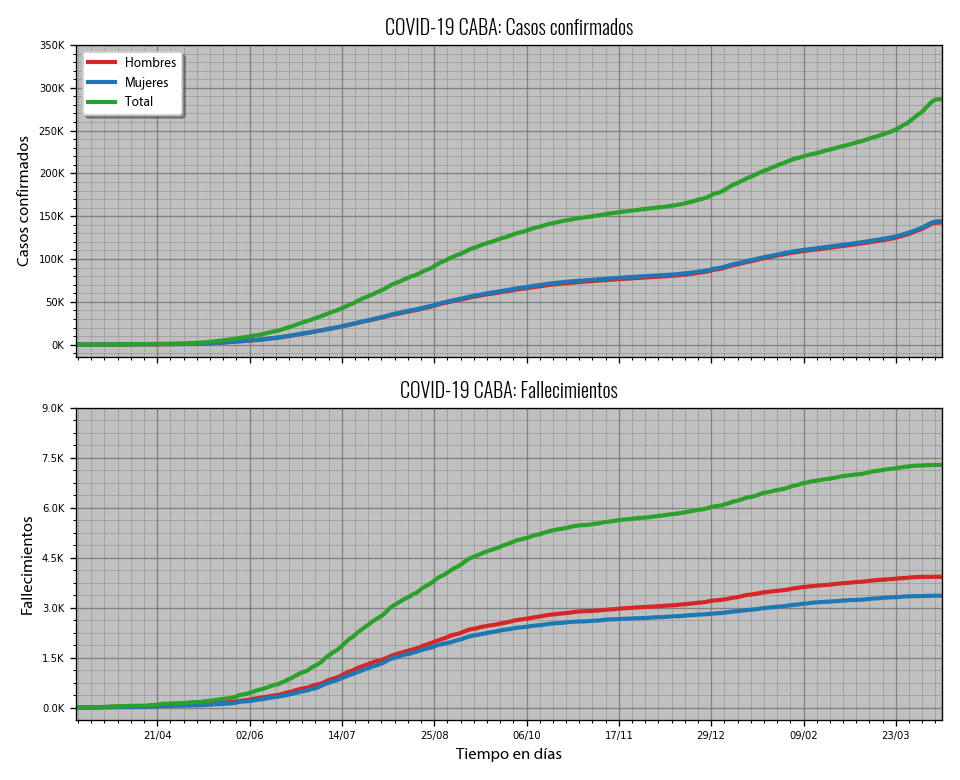 COVID-19 CABA: Casos confirmados
350K
300K
250K
200K
150K
100K
50K
0K
Casos confirmados
Hombres
Mujeres
Total
COVID-19 CABA: Fallecimientos
9.0K
7.5K
6.0K
4.5K
3.0K
1.5K
0.0K
Fallecimientos
21/04 02/06 14/07 25/08 06/10 17/11 29/12 09/02 23/03
Tiempo en días